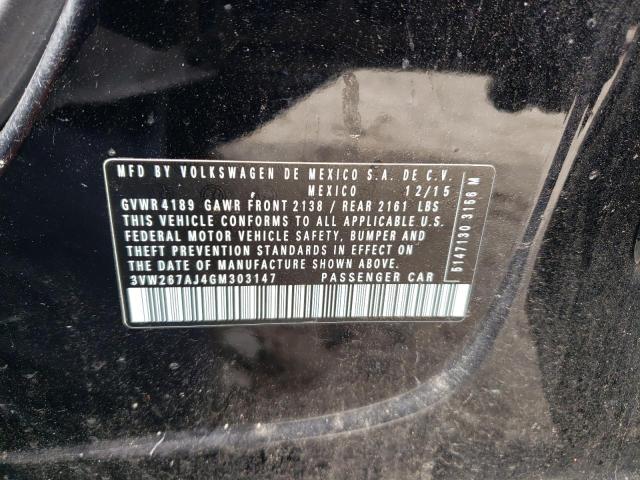 MFD BY VOLKSWAGEN DE MEXICO S.A. DE C.V.
MEXICO 12/15
GVWR 4189 GAWR FRONT 2138 / REAR 2161 LBS
THIS VEHICLE CONFORMS TO ALL APPLICABLE U.S.
FEDERAL MOTOR VEHICLE SAFETY, BUMPER AND
THEFT PREVENTION STANDARDS IN EFFECT ON
THE DATE OF MANUFACTURE SHOWN ABOVE.
3VW267AJ4GM303147 PASSENGER CAR
5147130 3166 M